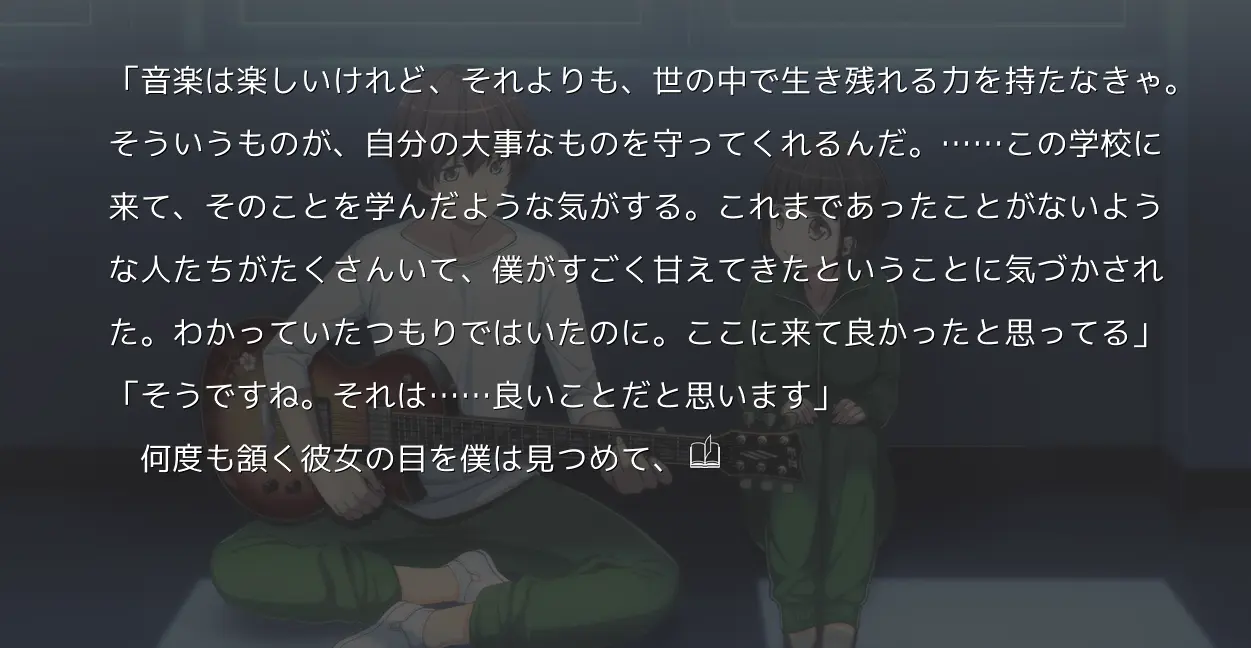 「音楽は楽しいけれど、それよりも、世の中で生き残れる力を持たなきゃ。
そういうものが、自分の大事なものを守ってくれるんだ。……この学校に
来て、そのことを学んだような気がする。これまであったことがないよう
な人たちがたくさんいて、僕がすごく甘えてきたということに気づかされ
た。わかっていたつもりではいたのに。ここに来て良かったと思ってる」
「そうですね。それは……良いことだと思います」
　何度も頷く彼女の目を僕は見つめて、